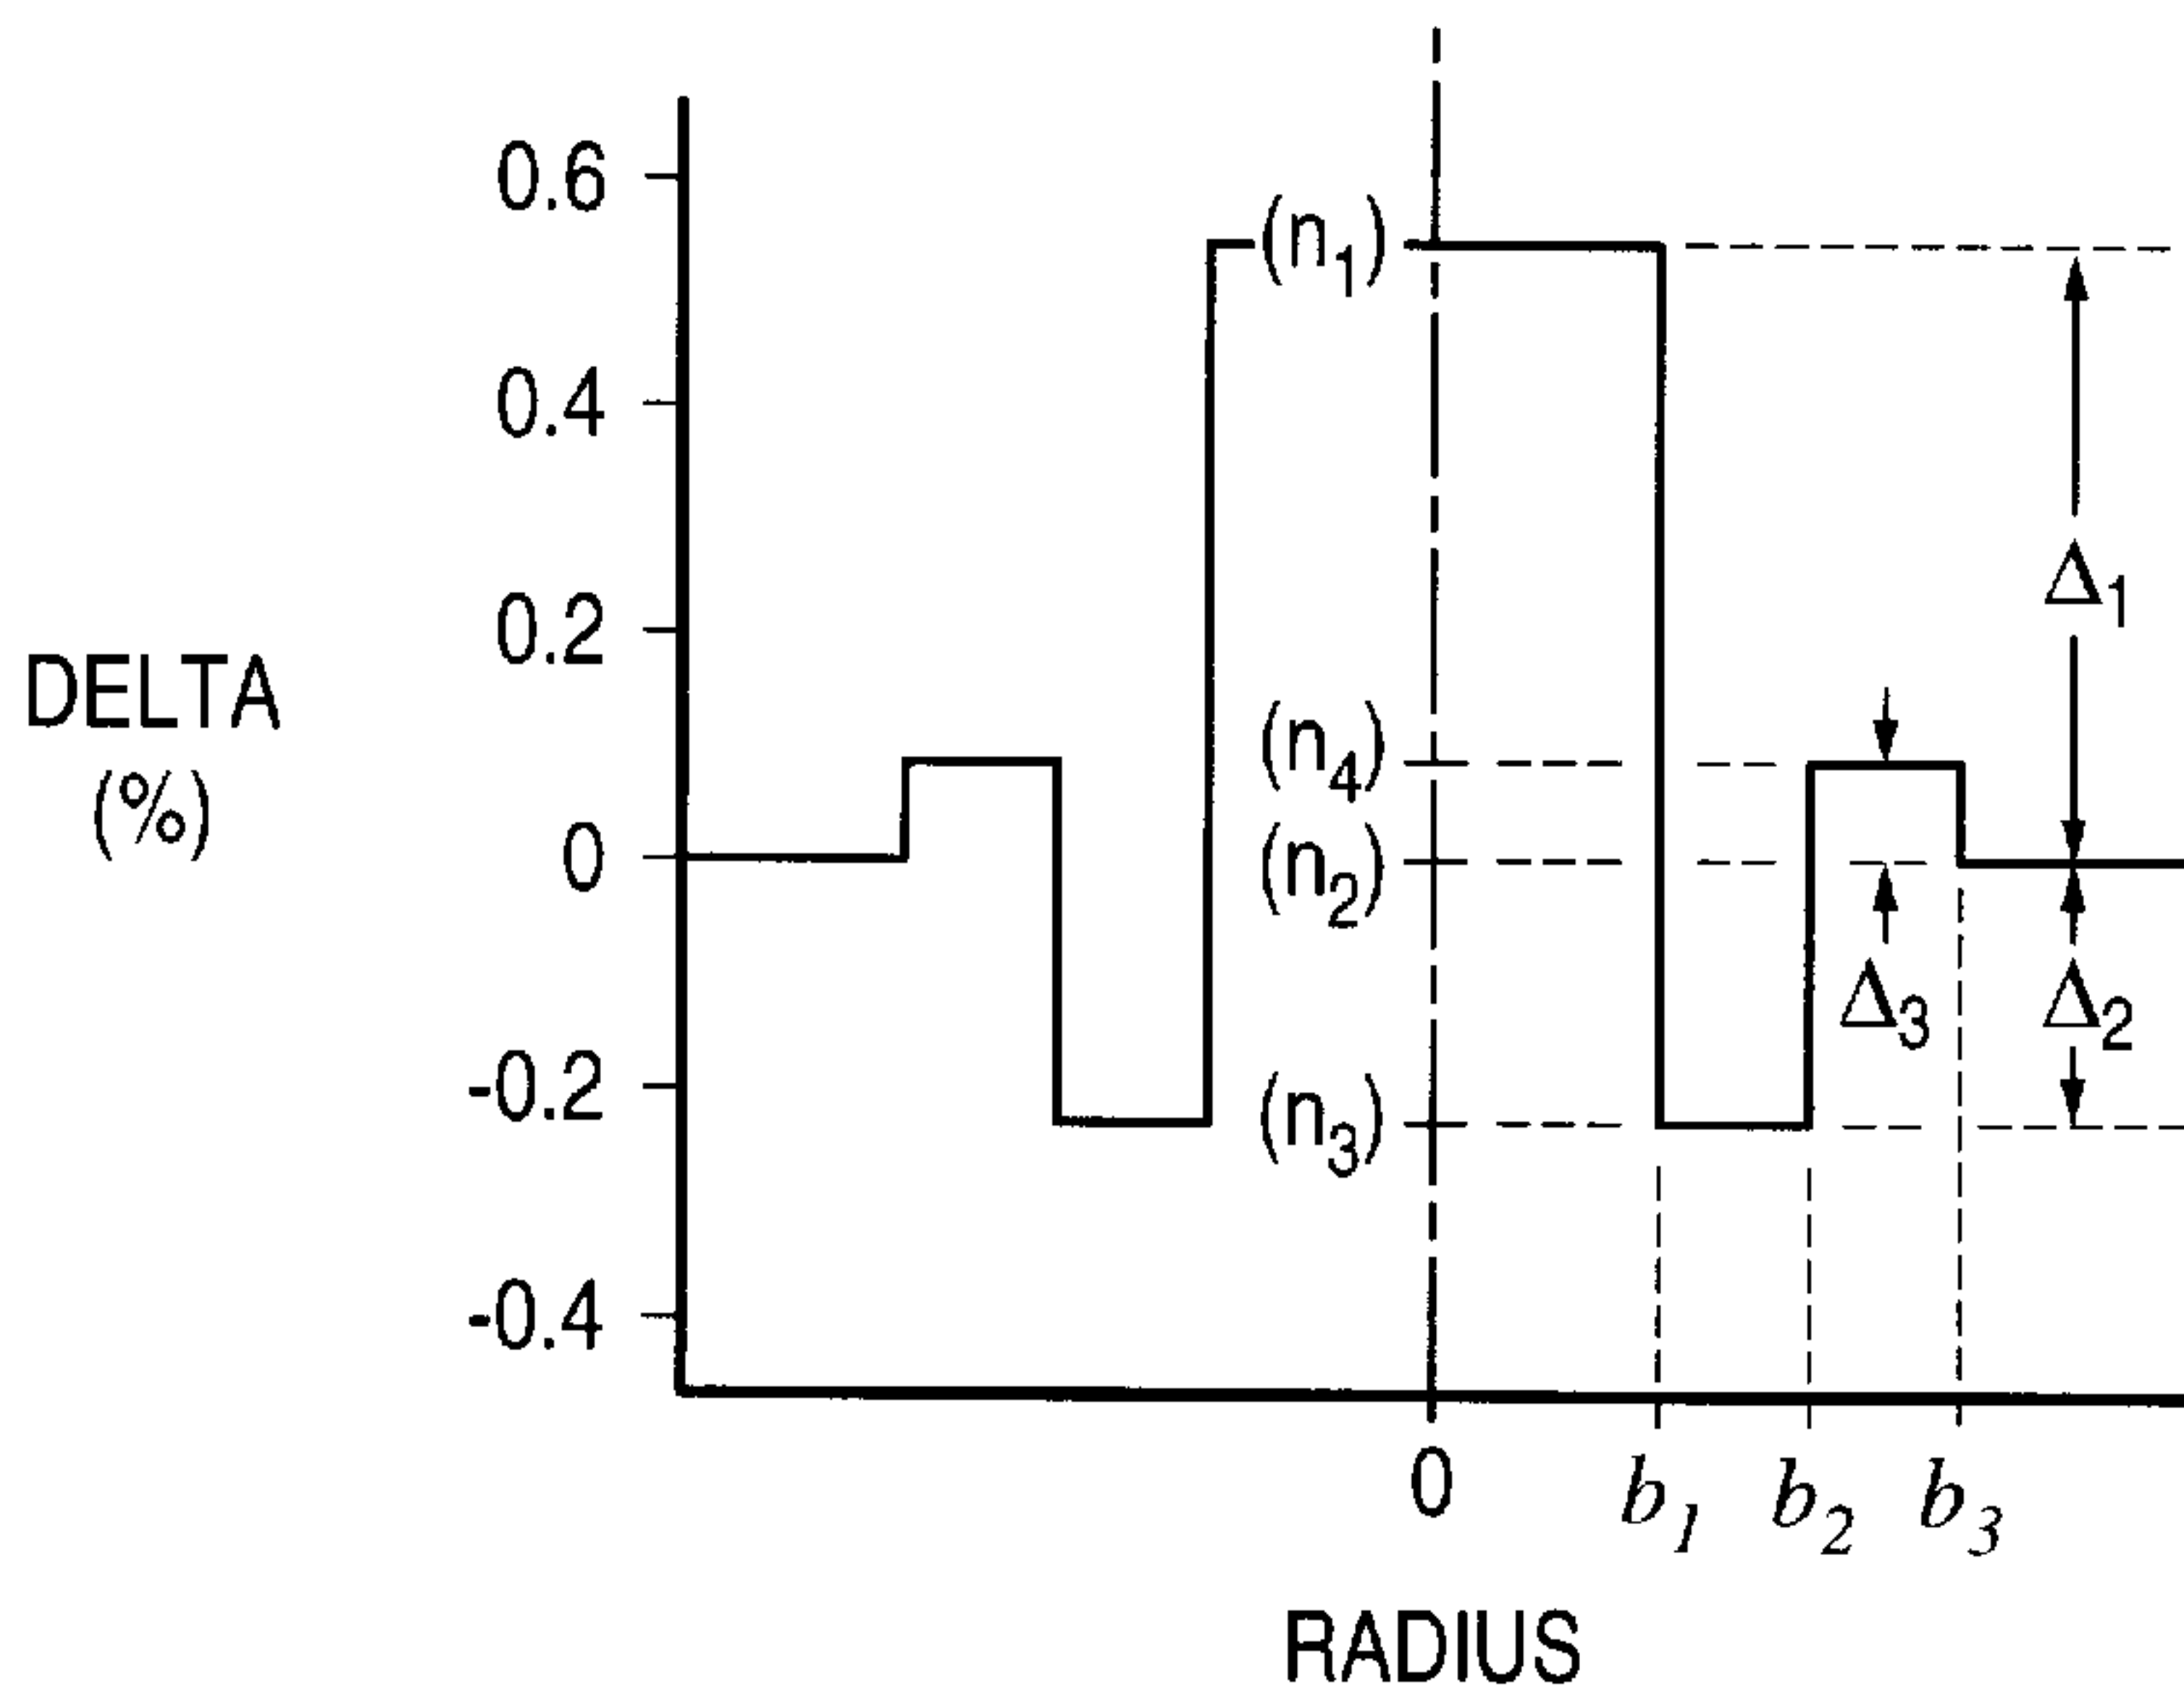 0.6
(n1)
0.4
0.2
Δ1
DELTA
(%)
(n4)
0
(n2)
Δ3
Δ2
-0.2
(n3)
-0.4
0
b1
b2
b3
RADIUS